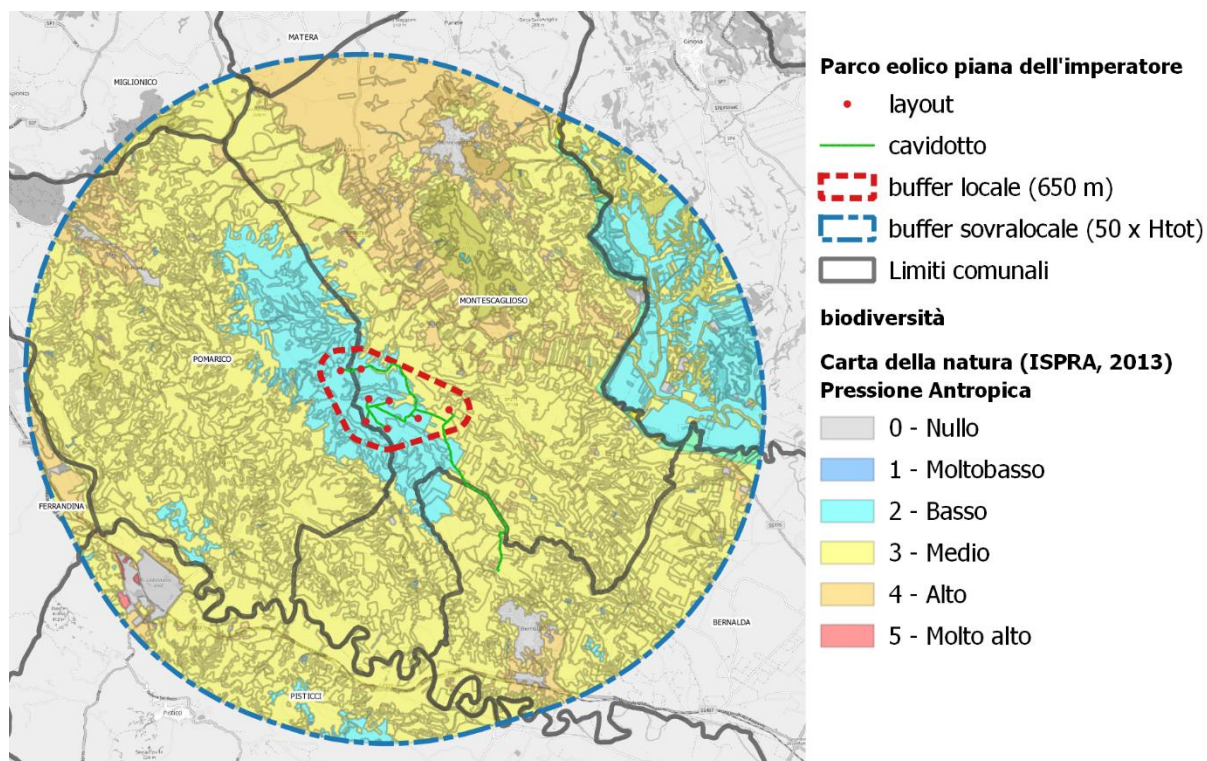 MATERA
Ginosa
MIGLIONICO
MONTESCAGLIOSO
POMARICO
FERRANDINA
BERNALDA
PISTICCI
Pisticci
Parco eolico piana dell'imperatore
layout
cavidotto
buffer locale (650 m)
buffer sovralocale (50 x Htot)
Limiti comunali
biodiversità
Carta della natura (ISPRA, 2013)
Pressione Antropica
0 - Nullo
1 - Moltobasso
2 - Basso
3 - Medio
4 - Alto
5 - Molto alto